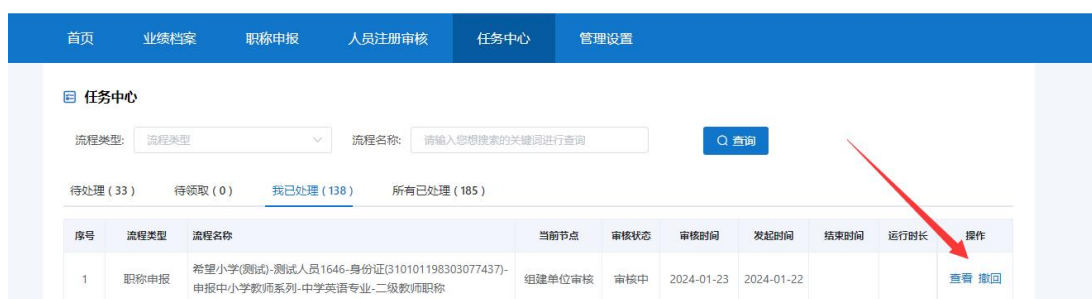 首页 业绩档案 职称申报 人员注册审核 任务中心 管理设置
任务中心
流程类型: 流程类型 流程名称: 请输入您想搜索的关键词进行查询 查询
待处理 ( 33 ) 待领取 ( 0 ) 我已处理 ( 138 ) 所有已处理 ( 185 )
序号 流程类型 流程名称 当前节点 审核状态 审核时间 发起时间 结束时间 运行时长 操作
1 职称申报 希望小学(测试)-测试人员1646-身份证(310101198303077437)- 组建单位审核 审核中 2024-01-23 2024-01-22 查看 撤回
申报中小学教师系列-中学英语专业-二级教师职称